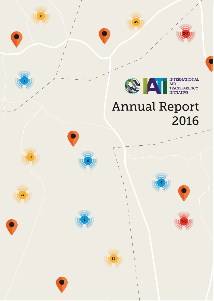 IATI
INTERNATIONAL
AID
TRANSPARENCY
INITIATIVE
Annual Report
2016